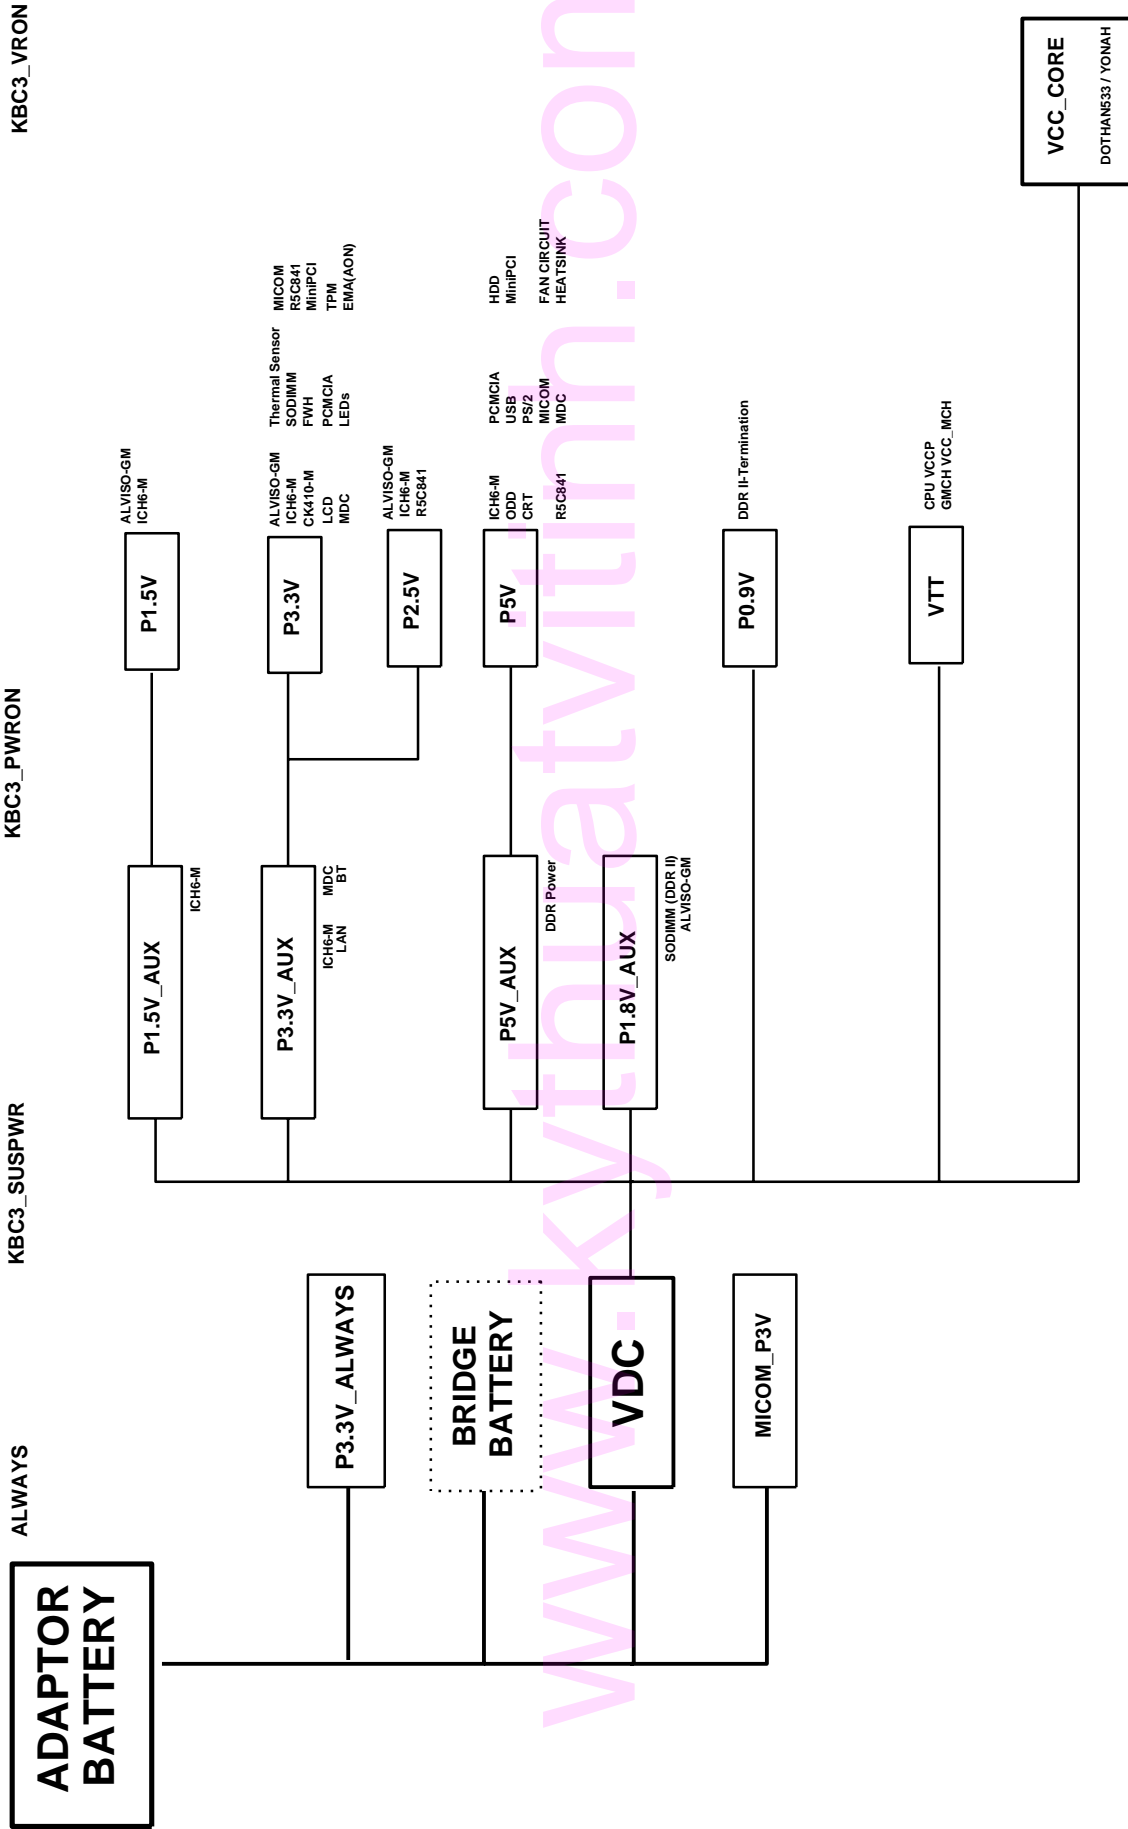 ADAPTOR
BATTERY
ALWAYS
KBC3_SUSPWR
KBC3_PWRON
KBC3_VRON
P3.3V_ALWAYS
BRIDGE
BATTERY
VDC
MICOM_P3V
P1.5V_AUX
ICH6-M
P1.5V
ALVISO-GM
ICH6-M
P3.3V_AUX
ICH6-M
LAN
MDC
BT
P3.3V
ALVISO-GM
ICH6-M
CK410-M
LCD
MDC
Thermal Sensor
SODIMM
FWH
PCMCIA
LEDs
MICOM
R5C841
MiniPCI
TPM
EMA(AON)
P2.5V
ALVISO-GM
ICH6-M
R5C841
P5V_AUX
DDR Power
P5V
ICH6-M
ODD
CRT
R5C841
PCMCIA
USB
PS/2
MICOM
MDC
HDD
MiniPCI
FAN CIRCUIT
HEATSINK
P1.8V_AUX
SODIMM (DDR II)
ALVISO-GM
P0.9V
DDR II-Termination
VTT
CPU VCCP
GMCH VCC_MCH
VCC_CORE
DOTHAN533 / YONAH
www.kythuatvitinh.con